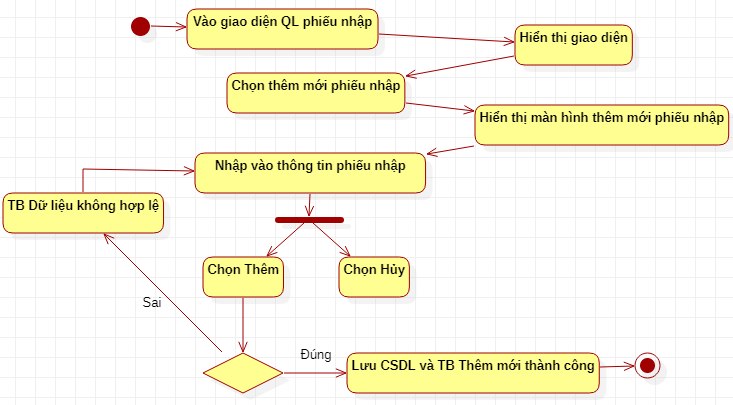 Vào giao diện QL phiếu nhập
Hiển thị giao diện
Chọn thêm mới phiếu nhập
Hiển thị màn hình thêm mới phiếu nhập
Nhập vào thông tin phiếu nhập
TB Dữ liệu không hợp lệ
Chọn Thêm
Chọn Hủy
Sai
Đúng
Lưu CSDL và TB Thêm mới thành công